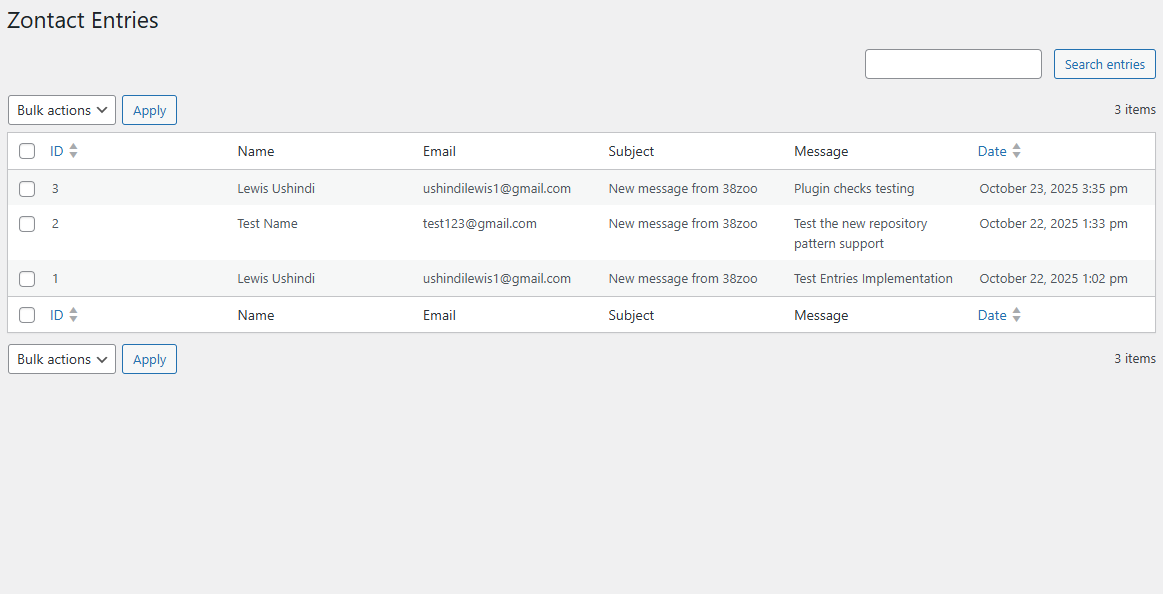 Zontact Entries
Search entries
Bulk actions Apply 3 items
ID Name Email Subject Message Date
3 Lewis Ushindi ushindilewis1@gmail.com New message from 38zoo Plugin checks testing October 23, 2025 3:35 pm
2 Test Name test123@gmail.com New message from 38zoo Test the new repository October 22, 2025 1:33 pm
pattern support
1 Lewis Ushindi ushindilewis1@gmail.com New message from 38zoo Test Entries Implementation October 22, 2025 1:02 pm
ID Name Email Subject Message Date
Bulk actions Apply 3 items